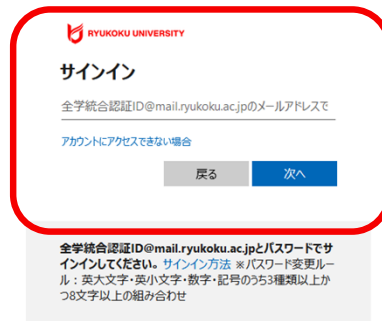 RYUKOKU UNIVERSITY
サインイン
全学統合認証ID@mail.ryukoku.ac.jpのメールアドレスで
アカウントにアクセスできない場合
戻る 次へ
全学統合認証ID@mail.ryukoku.ac.jpとパスワードでサ
インインしてください。 サインイン方法 ※パスワード変更ルー
ル：英大文字・英小文字・数字・記号のうち3種類以上か
つ8文字以上の組み合わせ